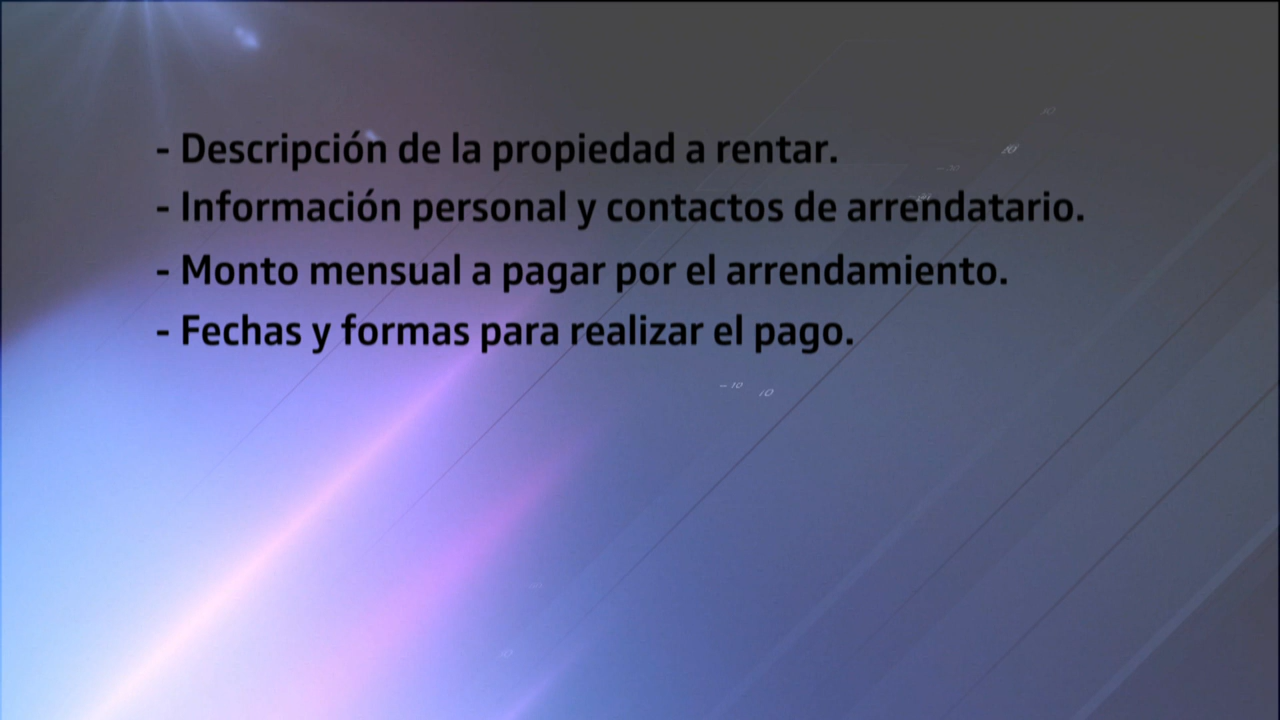 - Descripción de la propiedad a rentar.
- Información personal y contactos de arrendatario.
- Monto mensual a pagar por el arrendamiento.
- Fechas y formas para realizar el pago.